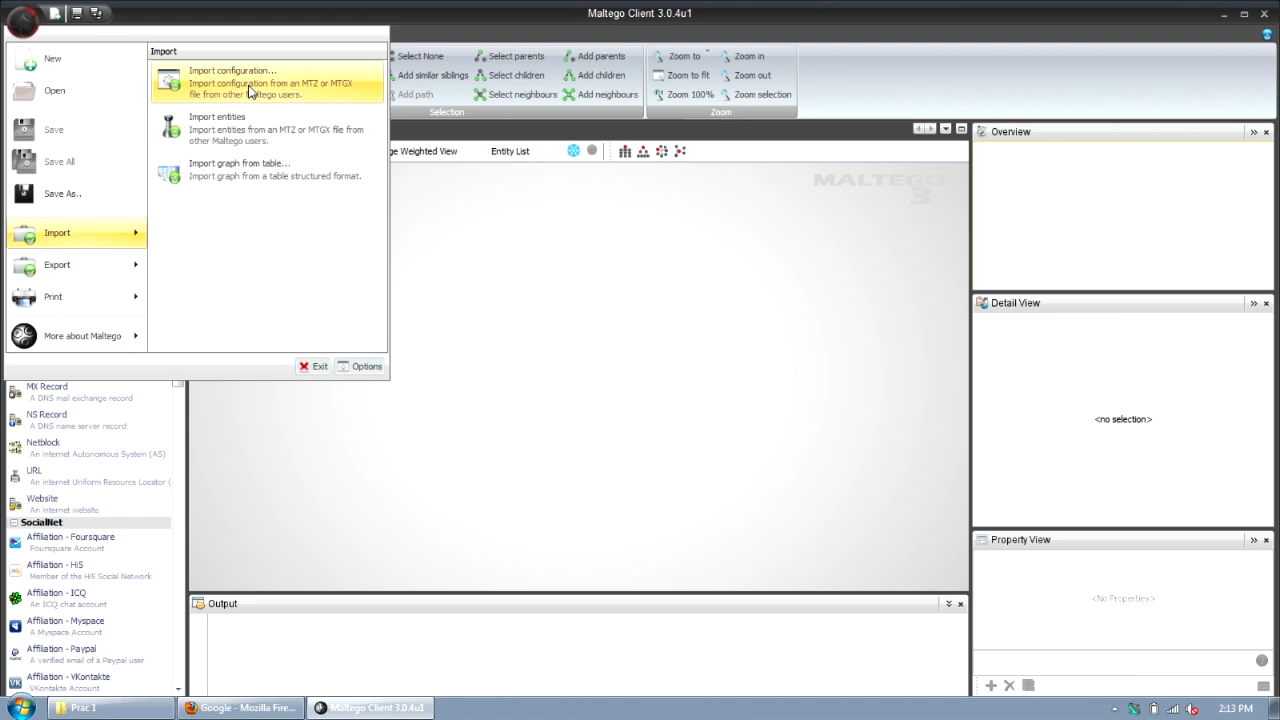 Maltego Client 3.0.4u1
New
Open
Save
Save All
Save As..
Import
Export
Print
More about Maltego
Exit
Options
Import
Import configuration...
Import configuration from an MTZ or MTGX
file from other Maltego users.
Import entities
Import entities from an MTZ or MTGX file from
other Maltego users.
Import graph from table...
Import graph from a table structured format.
Select None
Add similar siblings
Add path
Select parents
Select children
Select neighbours
Add parents
Add children
Add neighbours
Selection
Zoom to
Zoom to fit
Zoom 100%
Zoom in
Zoom out
Zoom selection
Zoom
ge Weighted View
Entity List
MALTEGO
3
Overview
Detail View
<no selection>
Property View
<No Properties>
MX Record
A DNS mail exchange record
NS Record
A DNS name server record
Netblock
An internet Autonomous System (AS)
URL
An internet Uniform Resource Locator (
Website
An internet website
SocialNet
Affiliation - Foursquare
Foursquare Account
Affiliation - Hi5
Member of the Hi5 Social Network
Affiliation - ICQ
An ICQ chat account
Affiliation - Myspace
A Myspace Account
Affiliation - Paypal
A verified email of a Paypal user
Affiliation - VKontakte
VKontakte Account
Output
Prac 1
Google - Mozilla Fire...
Maltego Client 3.0.4u1
2:13 PM